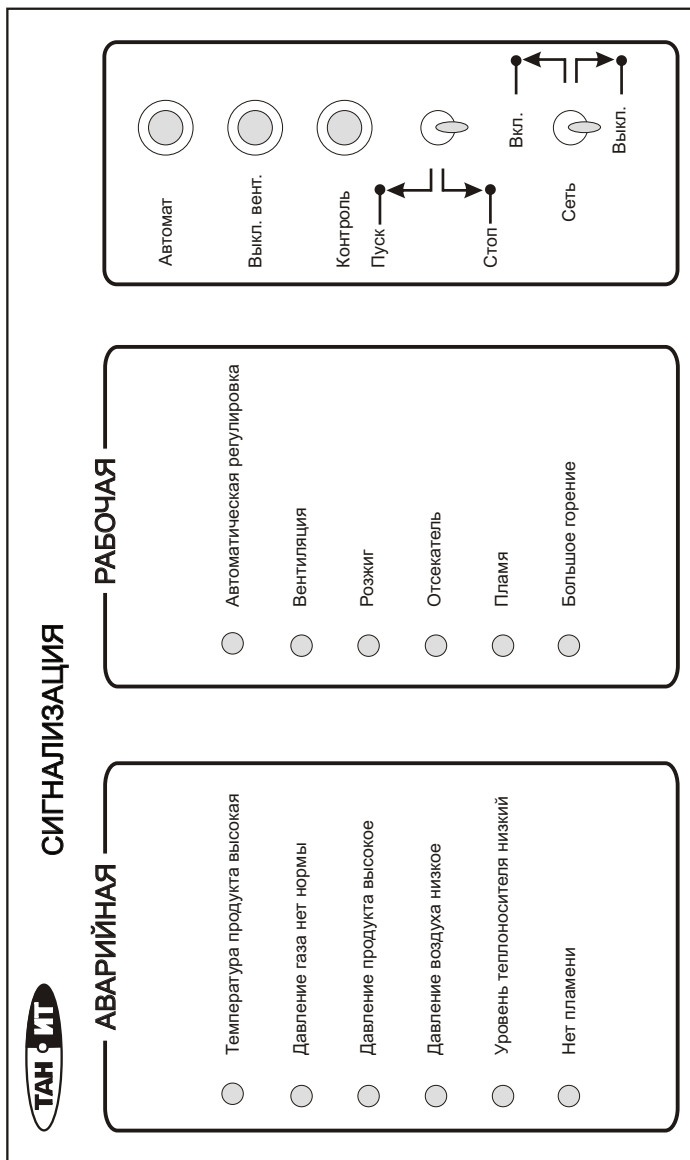 ТАН ИТ
СИГНАЛИЗАЦИЯ
АВАРИЙНАЯ
Температура продукта высокая
Давление газа нет нормы
Давление продукта высокое
Давление воздуха низкое
Уровень теплоносителя низкий
Нет пламени
РАБОЧАЯ
Автоматическая регулировка
Вентиляция
Розжиг
Отсекатель
Пламя
Большое горение
Автомат
Выкл. вент.
Контроль
Пуск
Стоп
Вкл.
Сеть
Выкл.